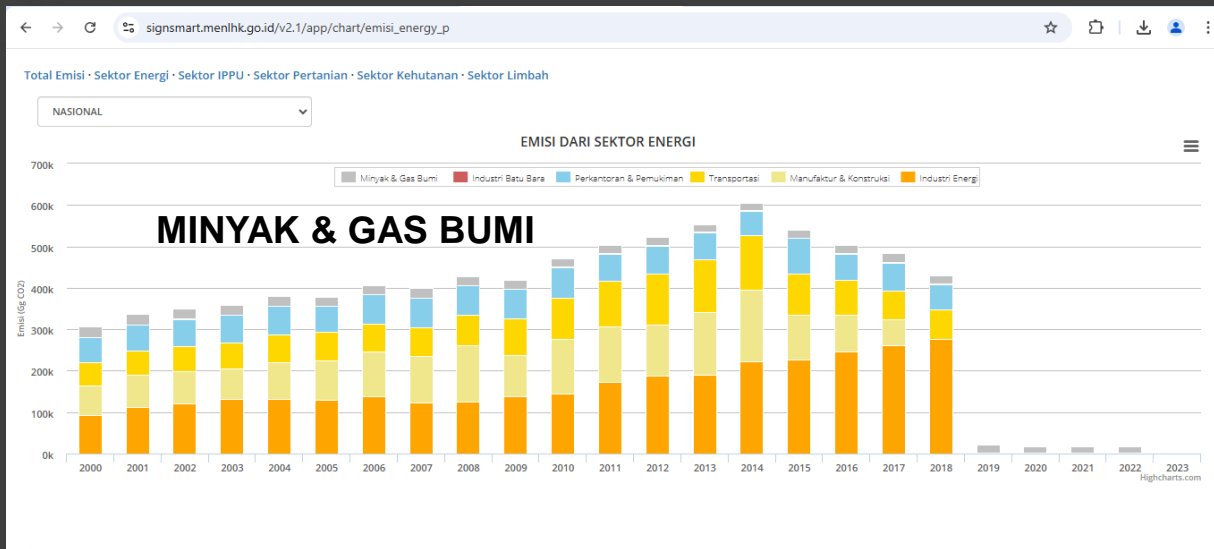 signsmart.menlhk.go.id/v2.1/app/chart/emisi_energy_p
Total Emisi · Sektor Energi · Sektor IPPU · Sektor Pertanian · Sektor Kehutanan · Sektor Limbah
NASIONAL
EMISI DARI SEKTOR ENERGI
Minyak & Gas Bumi Industri Batu Bara Perkantoran & Pemukiman Transportasi Manufaktur & Konstruksi Industri Energi
MINYAK & GAS BUMI
Emisi (Gg CO2)
700k
600k
500k
400k
300k
200k
100k
0k
2000 2001 2002 2003 2004 2005 2006 2007 2008 2009 2010 2011 2012 2013 2014 2015 2016 2017 2018 2019 2020 2021 2022 2023
Highcharts.com